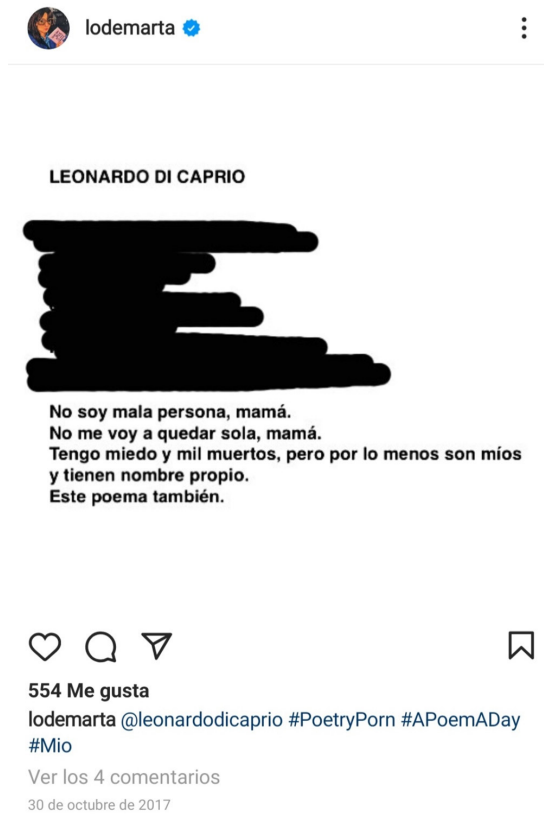 lodemarta
LEONARDO DI CAPRIO
No soy mala persona, mamá.
No me voy a quedar sola, mamá.
Tengo miedo y mil muertos, pero por lo menos son míos
y tienen nombre propio.
Este poema también.
554 Me gusta
lodemarta @leonardodicaprio #PoetryPorn #APoemADay
#Mio
Ver los 4 comentarios
30 de octubre de 2017